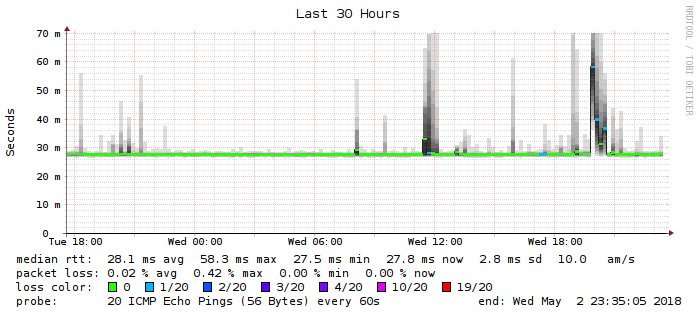 Last 30 Hours
RRDTOOL / TOBI OETIKER
Seconds
70 m
60 m
50 m
40 m
30 m
20 m
10 m
0
Tue 18:00 Wed 00:00 Wed 06:00 Wed 12:00 Wed 18:00
median rtt: 28.1 ms avg 58.3 ms max 27.5 ms min 27.8 ms now 2.8 ms sd 10.0 am/s
packet loss: 0.02 % avg 0.42 % max 0.00 % min 0.00 % now
loss color: 0 1/20 2/20 3/20 4/20 10/20 19/20
probe: 20 ICMP Echo Pings (56 Bytes) every 60s end: Wed May 2 23:35:05 2018